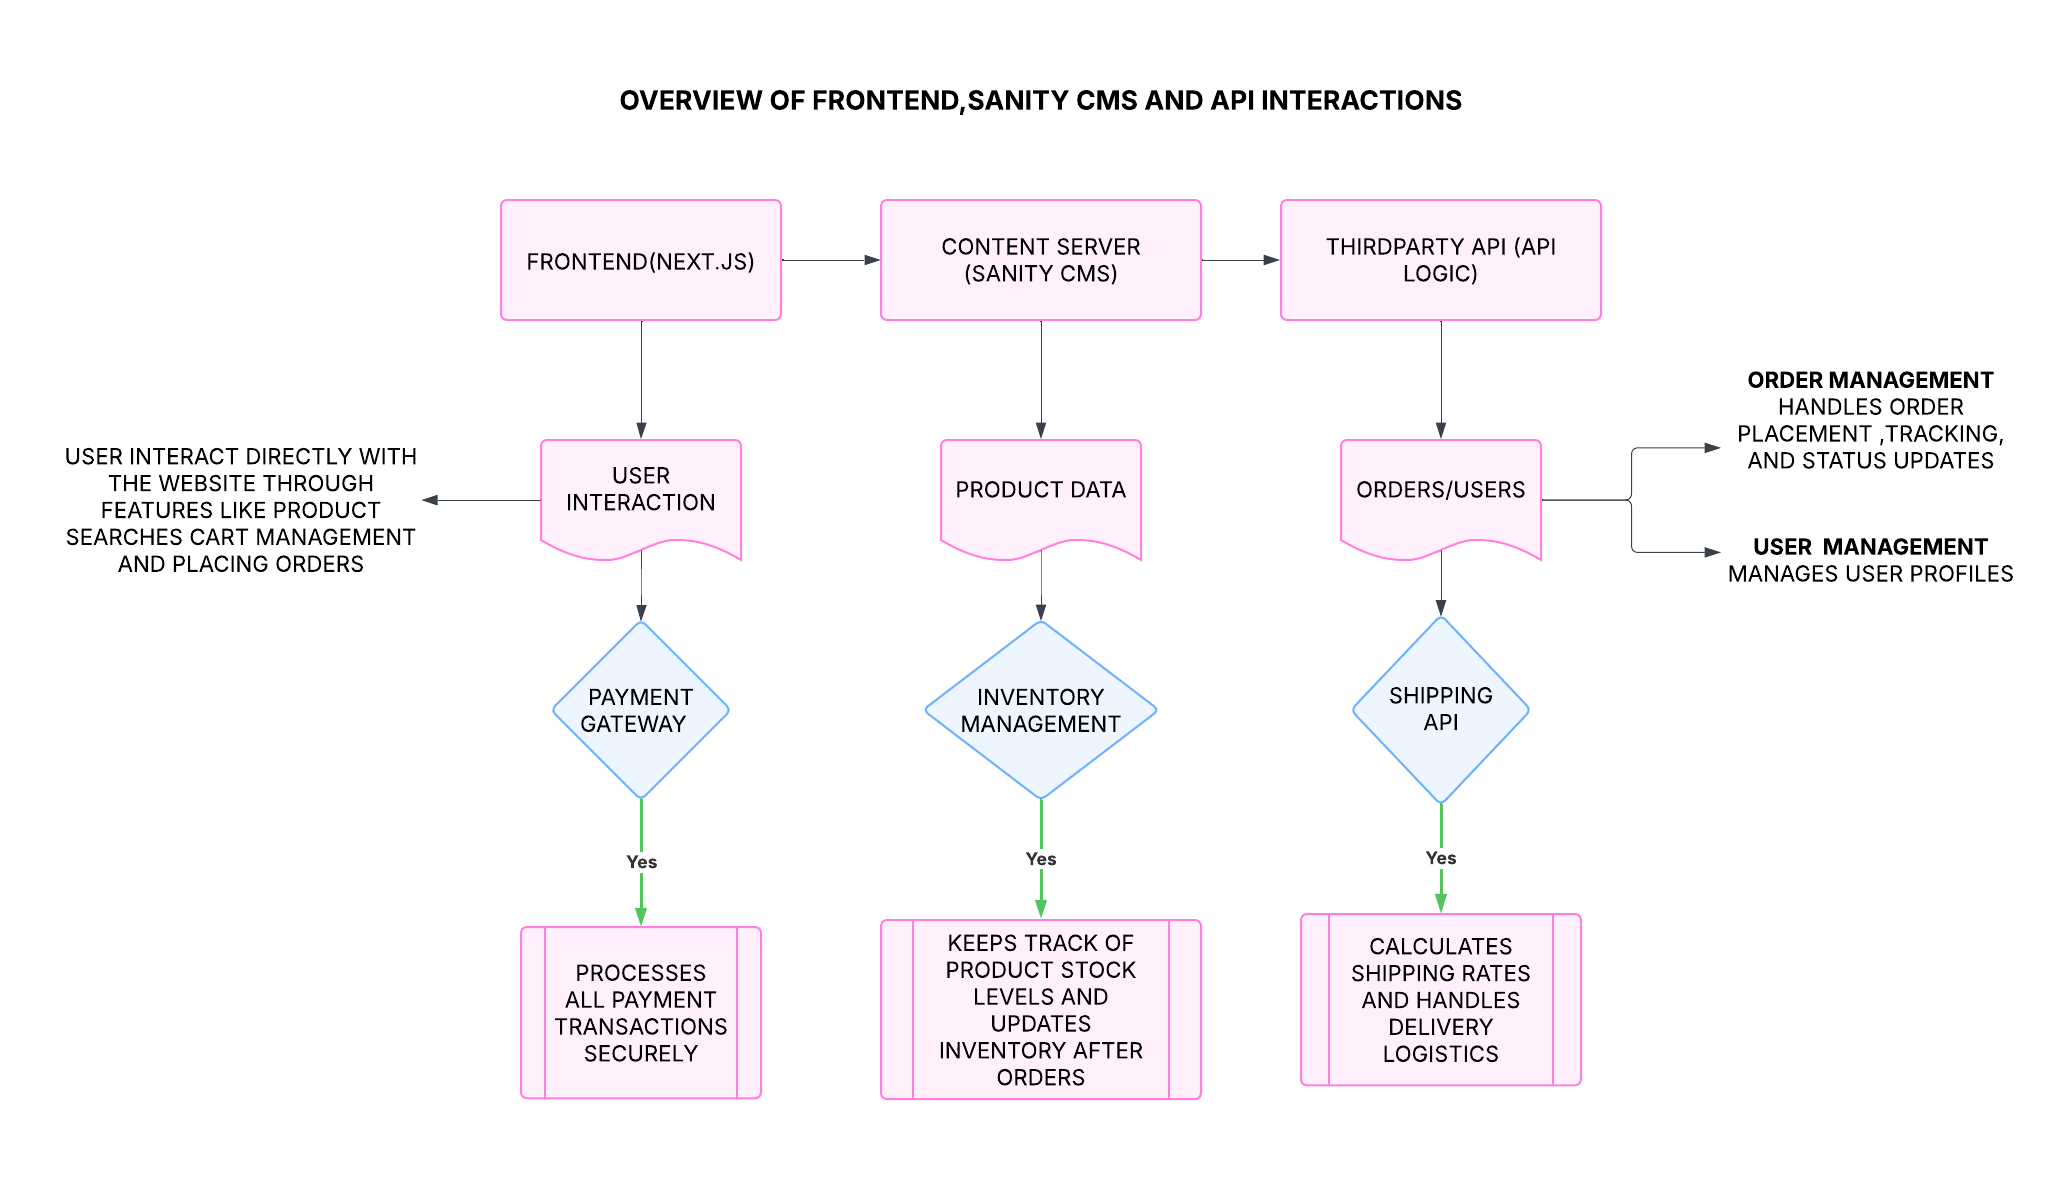 OVERVIEW OF FRONTEND,SANITY CMS AND API INTERACTIONS
FRONTEND(NEXT.JS)
CONTENT SERVER
(SANITY CMS)
THIRDPARTY API (API
LOGIC)
USER INTERACT DIRECTLY WITH
THE WEBSITE THROUGH
FEATURES LIKE PRODUCT
SEARCHES CART MANAGEMENT
AND PLACING ORDERS
USER
INTERACTION
PRODUCT DATA
ORDERS/USERS
ORDER MANAGEMENT
HANDLES ORDER
PLACEMENT ,TRACKING,
AND STATUS UPDATES
USER  MANAGEMENT
MANAGES USER PROFILES
PAYMENT
GATEWAY
INVENTORY
MANAGEMENT
SHIPPING
API
Yes
Yes
Yes
PROCESSES
ALL PAYMENT
TRANSACTIONS
SECURELY
KEEPS TRACK OF
PRODUCT STOCK
LEVELS AND
UPDATES
INVENTORY AFTER
ORDERS
CALCULATES
SHIPPING RATES
AND HANDLES
DELIVERY
LOGISTICS